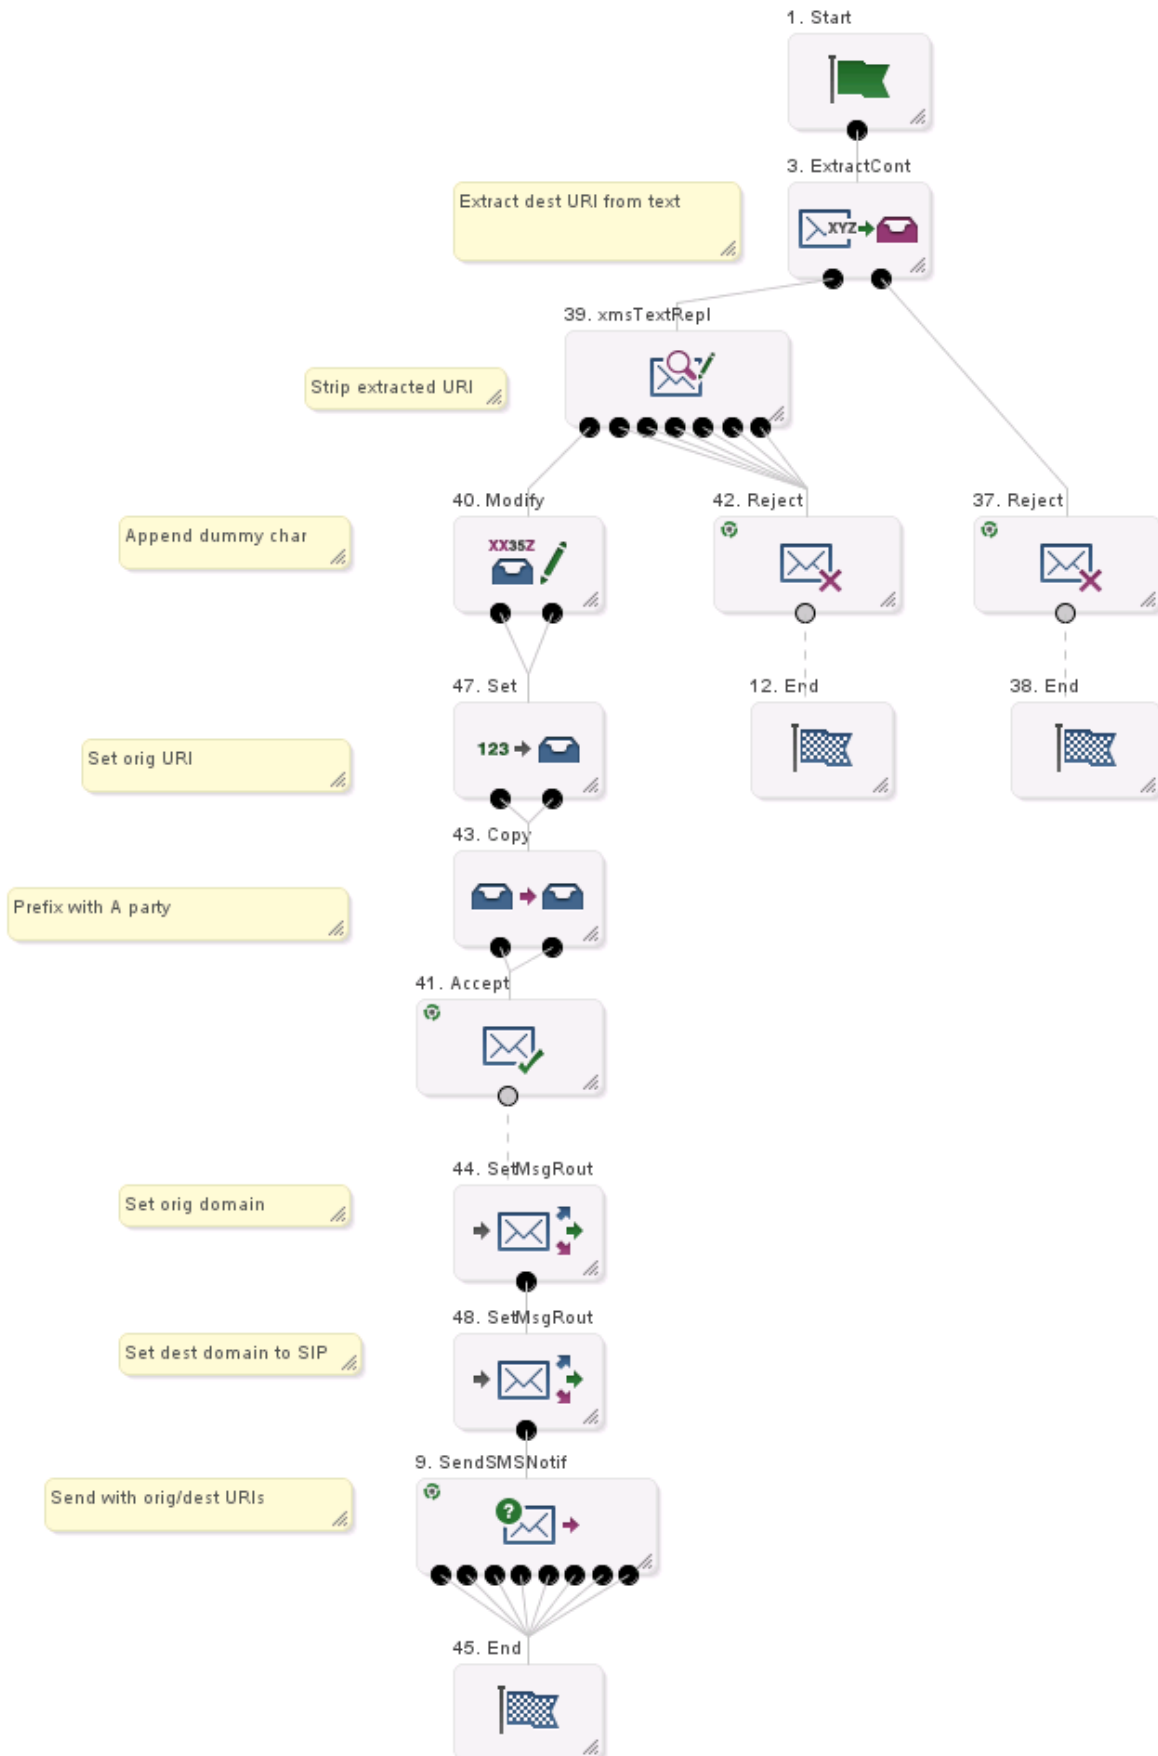 1. Start
3. ExtractCont
Extract dest URI from text
XYZ
39. xmsTextRepl
Strip extracted URI
40. Modify
42. Reject
37. Reject
Append dummy char
XX35Z
47. Set
12. End
38. End
Set orig URI
123
43. Copy
Prefix with A party
41. Accept
44. SetMsgRout
Set orig domain
48. SetMsgRout
Set dest domain to SIP
9. SendSMSNotif
Send with orig/dest URIs
?
45. End